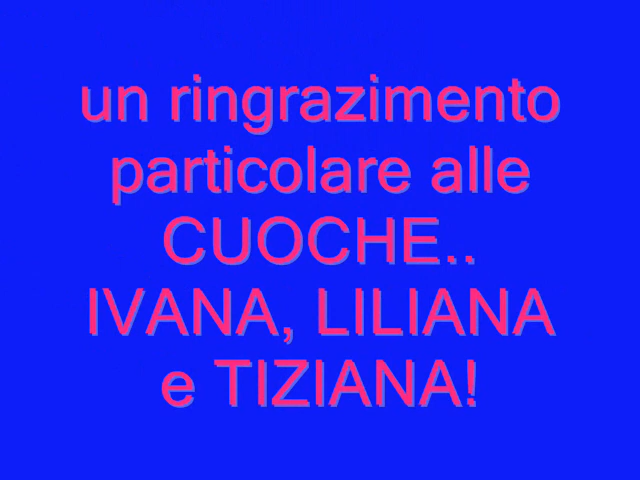 un ringrazimento
particolare alle
CUOCHE..
IVANA, LILIANA
e TIZIANA!